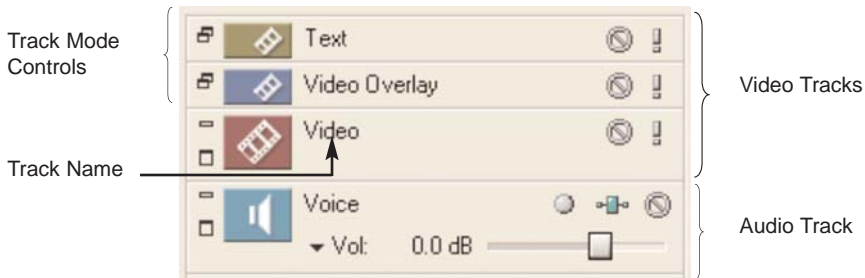 Track Mode
Controls
Text
Video Overlay
Video Tracks
Video
Track Name
Voice
Audio Track
Vol: 0.0 dB